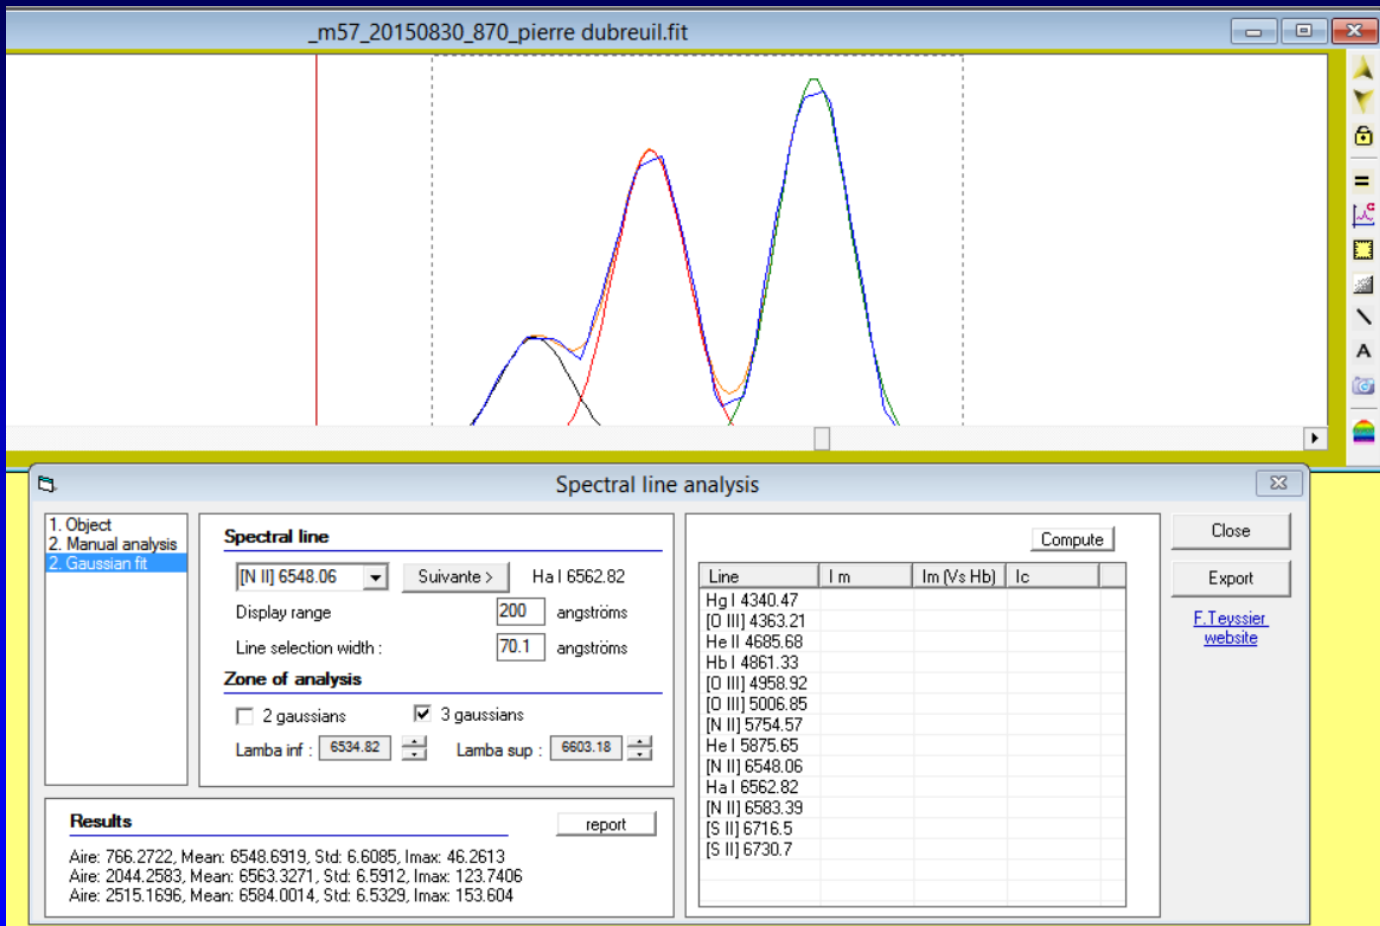 _m57_20150830_870_pierre dubreuil.fit
A
Spectral line analysis
1. Object
2. Manual analysis
2. Gaussian fit
Spectral line
[N II] 6548.06
Suivante >
Ha I 6562.82
Display range
200
angströms
Line selection width :
70.1
angströms
Zone of analysis
2 gaussians
3 gaussians
Lamba inf :
6534.82
Lamba sup :
6603.18
Results
report
Aire: 766.2722, Mean: 6548.6919, Std: 6.6085, Imax: 46.2613
Aire: 2044.2583, Mean: 6563.3271, Std: 6.5912, Imax: 123.7406
Aire: 2515.1696, Mean: 6584.0014, Std: 6.5329, Imax: 153.604
Compute
Line I m Im (Vs Hb) Ic
Hg I 4340.47
[O III] 4363.21
He II 4685.68
Hb I 4861.33
[O III] 4958.92
[O III] 5006.85
[N II] 5754.57
He I 5875.65
[N II] 6548.06
Ha I 6562.82
[N II] 6583.39
[S II] 6716.5
[S II] 6730.7
Close
Export
F.Teyssier
website